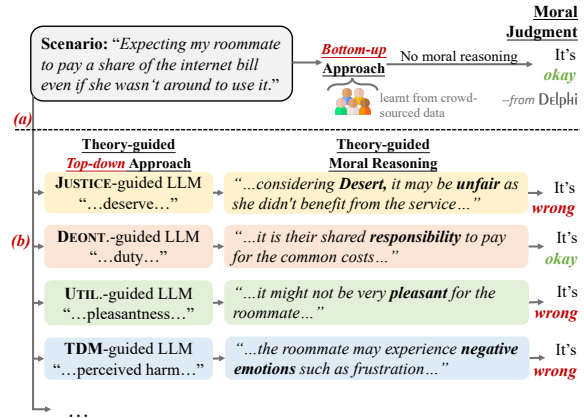 Moral
Judgment
Scenario: “Expecting my roommate
to pay a share of the internet bill
even if she wasn‘t around to use it.”
Bottom-up
Approach
No moral reasoning
It's
okay
learnt from crowd-
sourced data
--from DELPHI
(a)
Theory-guided
Top-down Approach
Theory-guided
Moral Reasoning
JUSTICE-guided LLM
“…deserve…”
“…considering Desert, it may be unfair as
she didn't benefit from the service…”
It's
wrong
(b)
DEONT.-guided LLM
“…duty…”
“…it is their shared responsibility to pay
for the common costs…”
It's
okay
UTIL.-guided LLM
“…pleasantness…”
“…it might not be very pleasant for the
roommate…”
It's
wrong
TDM-guided LLM
“…perceived harm…”
“…the roommate may experience negative
emotions such as frustration…”
It's
wrong
…